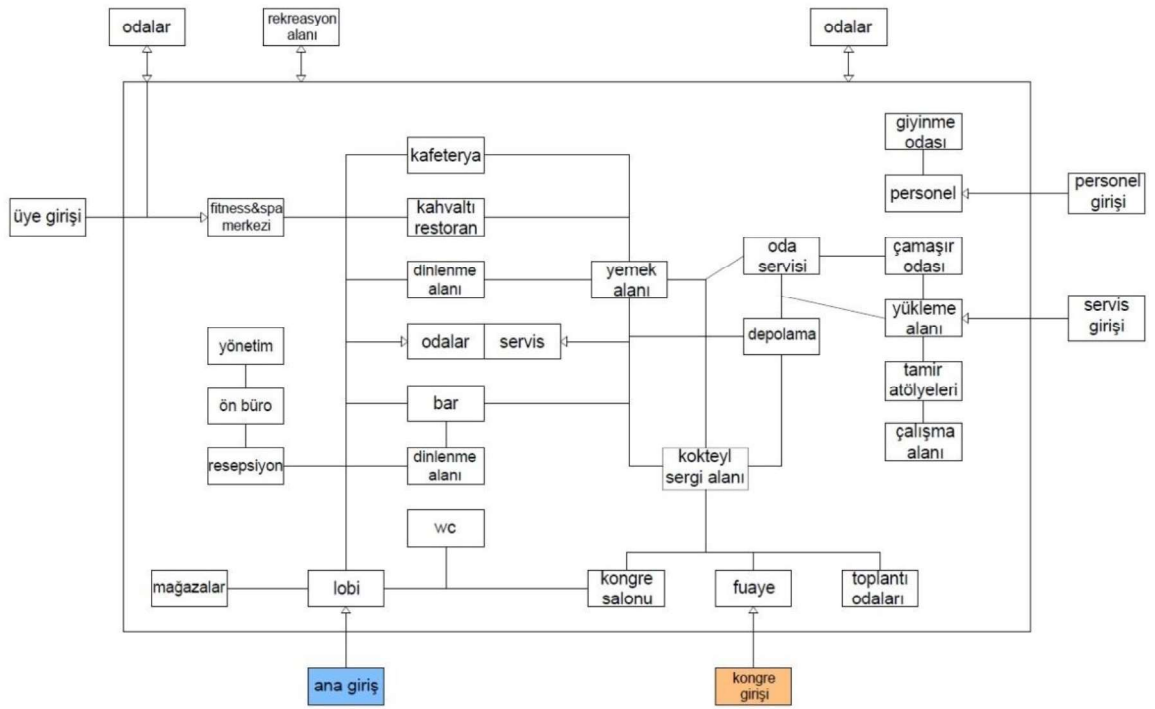 odalar
rekreasyon
alanı
odalar
kafeterya
giyinme
odası
personel
personel
girişi
üye girişi
fitness&spa
merkezi
kahvaltı
restoran
oda
servisi
çamaşır
odası
dinlenme
alanı
yemek
alanı
yükleme
alanı
servis
girişi
yönetim
odalar
servis
depolama
tamir
atölyeleri
ön büro
bar
çalışma
alanı
resepsiyon
dinlenme
alanı
kokteyl
sergi alanı
wc
mağazalar
lobi
kongre
salonu
fuaye
toplantı
odaları
ana giriş
kongre
girişi